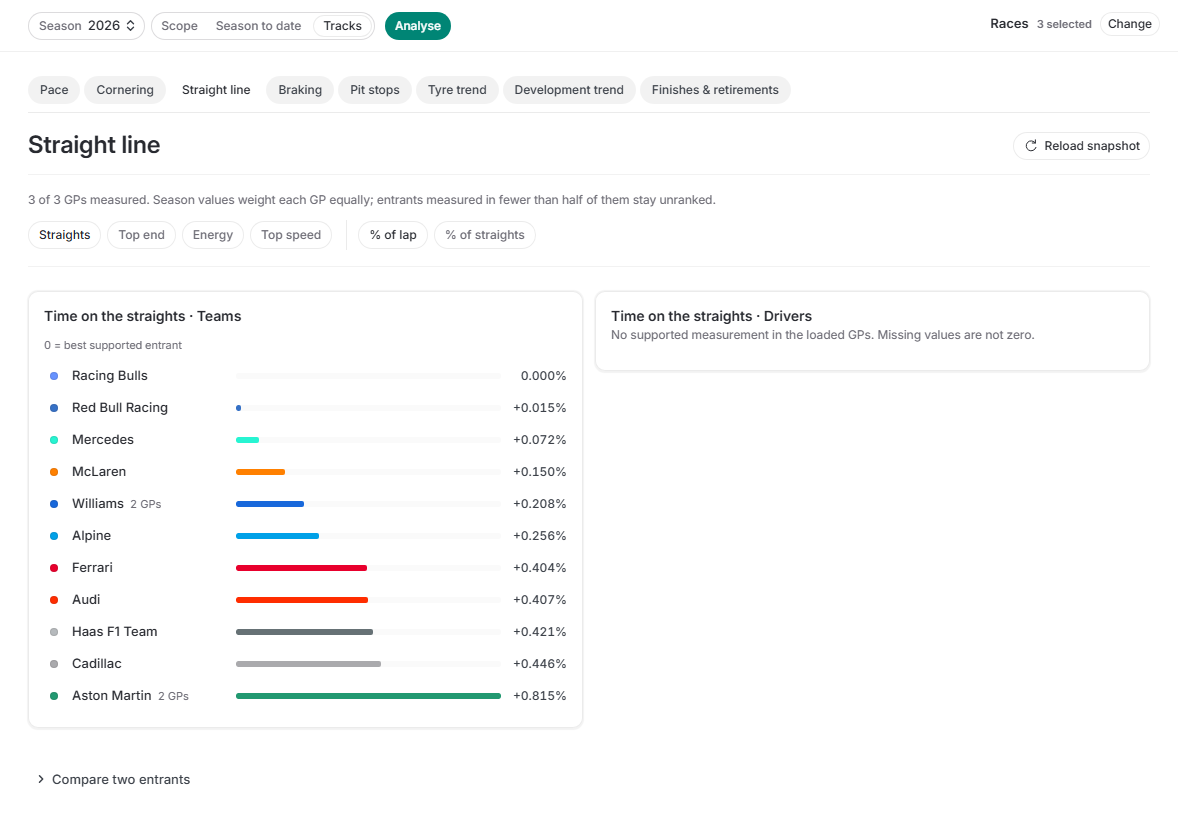 Season 2026 Scope Season to date Tracks Analyse Races 3 selected Change
Pace Cornering Straight line Braking Pit stops Tyre trend Development trend Finishes & retirements
Straight line Reload snapshot
3 of 3 GPs measured. Season values weight each GP equally; entrants measured in fewer than half of them stay unranked.
Straights Top end Energy Top speed % of lap % of straights
Time on the straights · Teams
0 = best supported entrant
Racing Bulls 0.000%
Red Bull Racing +0.015%
Mercedes +0.072%
McLaren +0.150%
Williams 2 GPs +0.208%
Alpine +0.256%
Ferrari +0.404%
Audi +0.407%
Haas F1 Team +0.421%
Cadillac +0.446%
Aston Martin 2 GPs +0.815%
Time on the straights · Drivers
No supported measurement in the loaded GPs. Missing values are not zero.
Compare two entrants